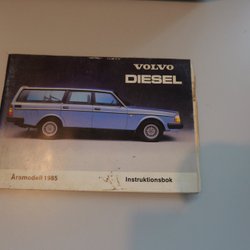 VOLVO
DIESEL
Årsmodell 1985
Instruktionsbok